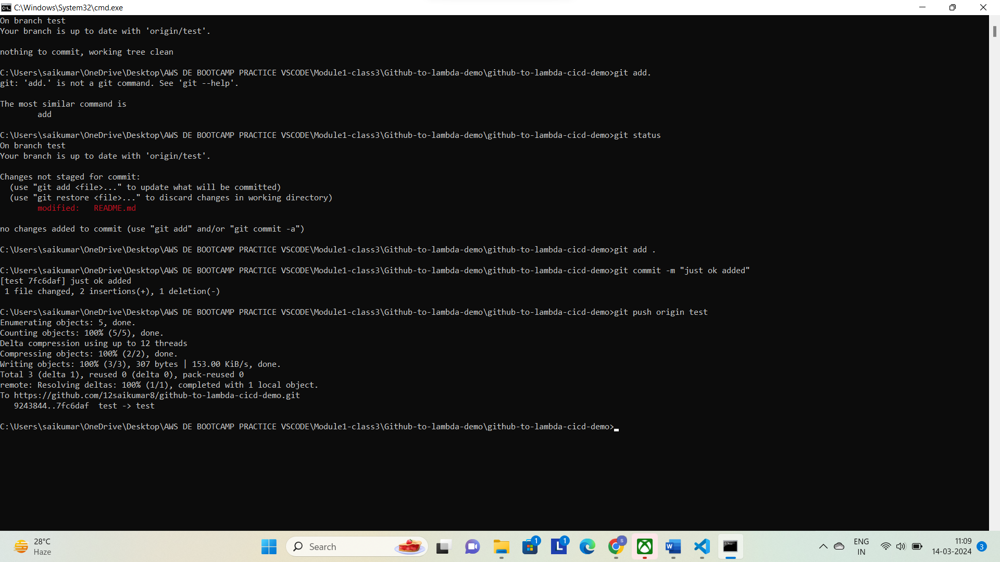 C:\Windows\System32\cmd.exe
On branch test
Your branch is up to date with 'origin/test'.
nothing to commit, working tree clean
C:\Users\saikumar\OneDrive\Desktop\AWS DE BOOTCAMP PRACTICE VSCODE\Module1-class3\Github-to-lambda-demo\github-to-lambda-cicd-demo>git add.
git: 'add.' is not a git command. See 'git --help'.
The most similar command is
add
C:\Users\saikumar\OneDrive\Desktop\AWS DE BOOTCAMP PRACTICE VSCODE\Module1-class3\Github-to-lambda-demo\github-to-lambda-cicd-demo>git status
On branch test
Your branch is up to date with 'origin/test'.
Changes not staged for commit:
(use "git add <file>..." to update what will be committed)
(use "git restore <file>..." to discard changes in working directory)
modified:   README.md
no changes added to commit (use "git add" and/or "git commit -a")
C:\Users\saikumar\OneDrive\Desktop\AWS DE BOOTCAMP PRACTICE VSCODE\Module1-class3\Github-to-lambda-demo\github-to-lambda-cicd-demo>git add .
C:\Users\saikumar\OneDrive\Desktop\AWS DE BOOTCAMP PRACTICE VSCODE\Module1-class3\Github-to-lambda-demo\github-to-lambda-cicd-demo>git commit -m "just ok added"
[test 7fc6daf] just ok added
1 file changed, 2 insertions(+), 1 deletion(-)
C:\Users\saikumar\OneDrive\Desktop\AWS DE BOOTCAMP PRACTICE VSCODE\Module1-class3\Github-to-lambda-demo\github-to-lambda-cicd-demo>git push origin test
Enumerating objects: 5, done.
Counting objects: 100% (5/5), done.
Delta compression using up to 12 threads
Compressing objects: 100% (2/2), done.
Writing objects: 100% (3/3), 307 bytes | 153.00 KiB/s, done.
Total 3 (delta 1), reused 0 (delta 0), pack-reused 0
remote: Resolving deltas: 100% (1/1), completed with 1 local object.
To https://github.com/12saikumar8/github-to-lambda-cicd-demo.git
9243844..7fc6daf  test -> test
C:\Users\saikumar\OneDrive\Desktop\AWS DE BOOTCAMP PRACTICE VSCODE\Module1-class3\Github-to-lambda-demo\github-to-lambda-cicd-demo>
28°C
Haze
Search
1
L
1
S
W
ENG
IN
11:09
14-03-2024
3